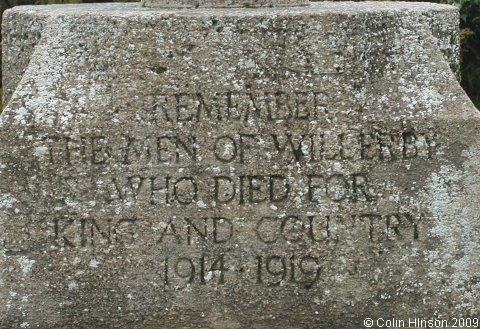 REMEMBER
THE MEN OF WILLERBY
WHO DIED FOR
KING AND COUNTRY
1914-1919
© Colin Hinson 2009